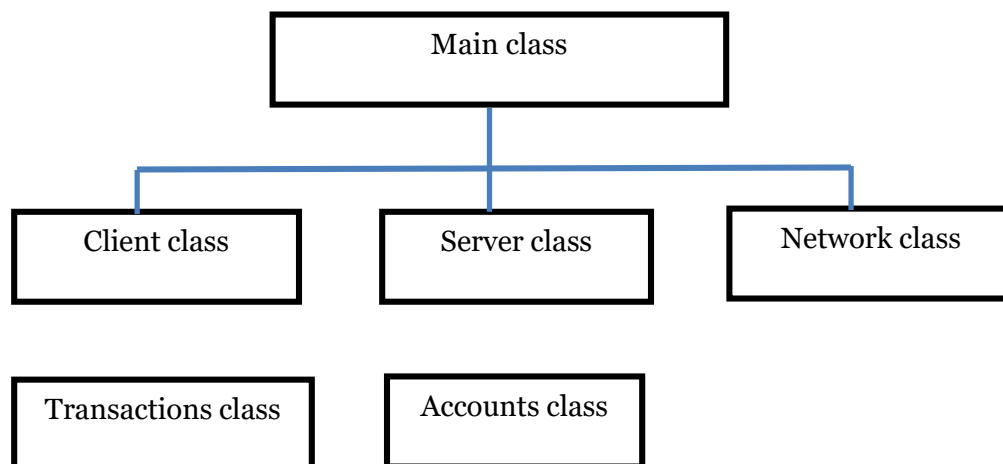 Main class
Client class
Server class
Network class
Transactions class
Accounts class